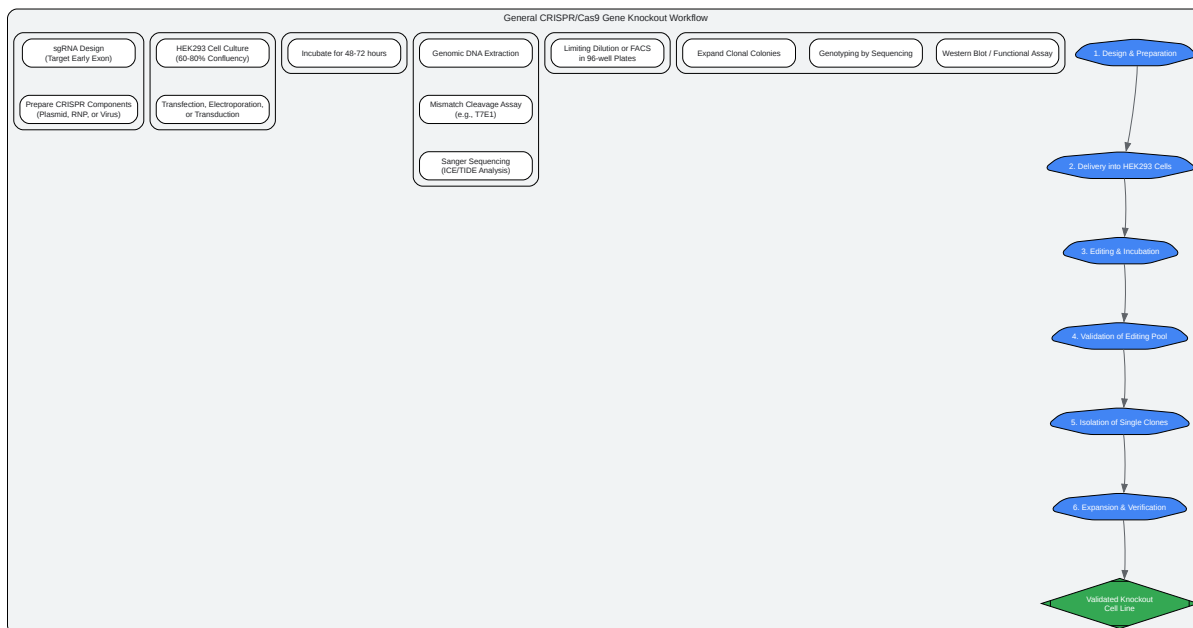 General CRISPR/Cas9 Gene Knockout Workflow
sgRNA Design
(Target Early Exon)
Prepare CRISPR Components
(Plasmid, RNP, or Virus)
HEK293 Cell Culture
(60-80% Confluency)
Transfection, Electroporation,
or Transduction
Incubate for 48-72 hours
Genomic DNA Extraction
Mismatch Cleavage Assay
(e.g., T7E1)
Sanger Sequencing
(ICE/TIDE Analysis)
Limiting Dilution or FACS
in 96-well Plates
Expand Clonal Colonies
Genotyping by Sequencing
Western Blot / Functional Assay
1. Design & Preparation
2. Delivery into HEK293 Cells
3. Editing & Incubation
4. Validation of Editing Pool
5. Isolation of Single Clones
6. Expansion & Verification
Validated Knockout
Cell Line